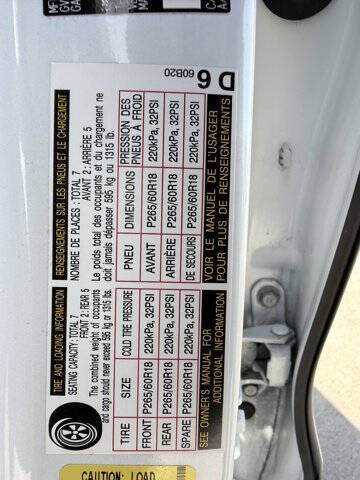 TIRE AND LOADING INFORMATION
SEATING CAPACITY: TOTAL 7
FRONT 2: REAR 5
The combined weight of occupants
and cargo should never exceed 596 kg or 1315 lbs.
TIRE SIZE COLD TIRE PRESSURE
FRONT P265/60R18 220kPa, 32PSI
REAR P265/60R18 220kPa, 32PSI
SPARE P265/60R18 220kPa, 32PSI
SEE OWNER'S MANUAL FOR
ADDITIONAL INFORMATION
RENSEIGNEMENTS SUR LES PNEUS ET LE CHARGEMENT
NOMBRE DE PLACES: TOTAL 7
AVANT 2: ARRIÈRE 5
Le poids total des occupants et du chargement ne
doit jamais dépasser 596 kg ou 1315 lb.
PNEU DIMENSIONS PRESSION DES
PNEUS À FROID
AVANT P265/60R18 220kPa, 32PSI
ARRIÈRE P265/60R18 220kPa, 32PSI
DE SECOURS P265/60R18 220kPa, 32PSI
VOIR LE MANUEL DE L'USAGER
POUR PLUS DE RENSEIGNEMENTS
60B20
D 6
CAUTION: LOAD